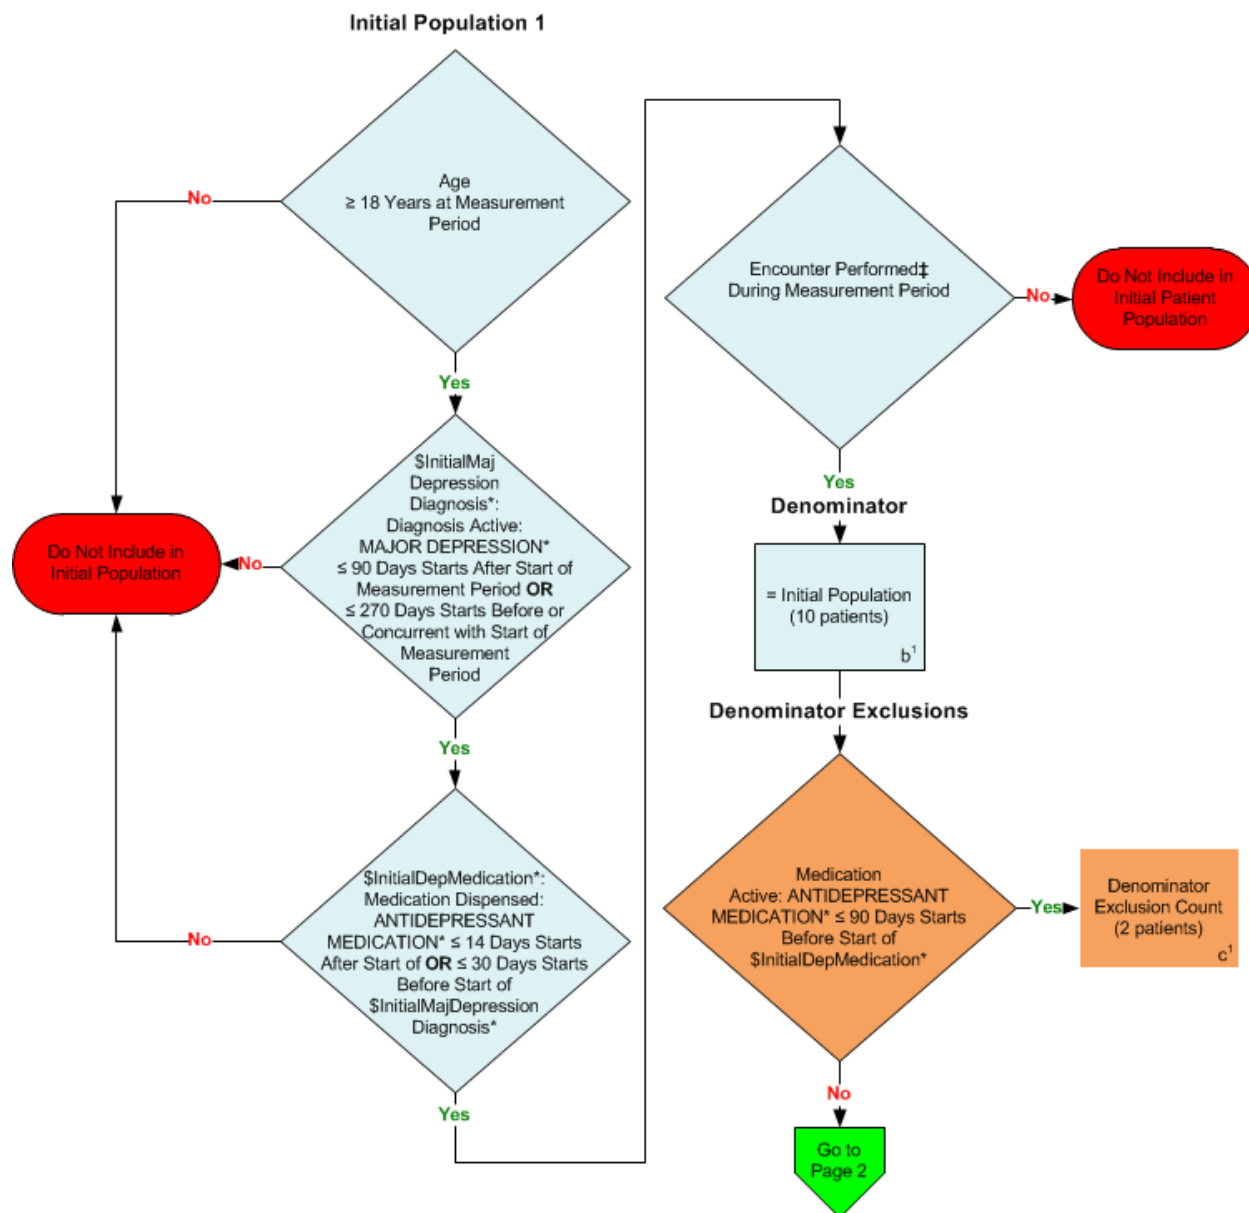 Initial Population 1
Age
≥ 18 Years at Measurement
Period
No
Yes
$InitialMaj
Depression
Diagnosis*:
Diagnosis Active:
MAJOR DEPRESSION*
≤ 90 Days Starts After Start of
Measurement Period OR
≤ 270 Days Starts Before or
Concurrent with Start of
Measurement
Period
No
Do Not Include in
Initial Population
Yes
$InitialDepMedication*:
Medication Dispensed:
ANTIDEPRESSANT
MEDICATION* ≤ 14 Days Starts
After Start of OR ≤ 30 Days Starts
Before Start of
$InitialMajDepression
Diagnosis*
No
Yes
Encounter Performed‡
During Measurement Period
No
Do Not Include in
Initial Patient
Population
Yes
Denominator
= Initial Population
(10 patients)
b¹
Denominator Exclusions
Medication
Active: ANTIDEPRESSANT
MEDICATION* ≤ 90 Days Starts
Before Start of
$InitialDepMedication*
Yes
Denominator
Exclusion Count
(2 patients)
c¹
No
Go to
Page 2